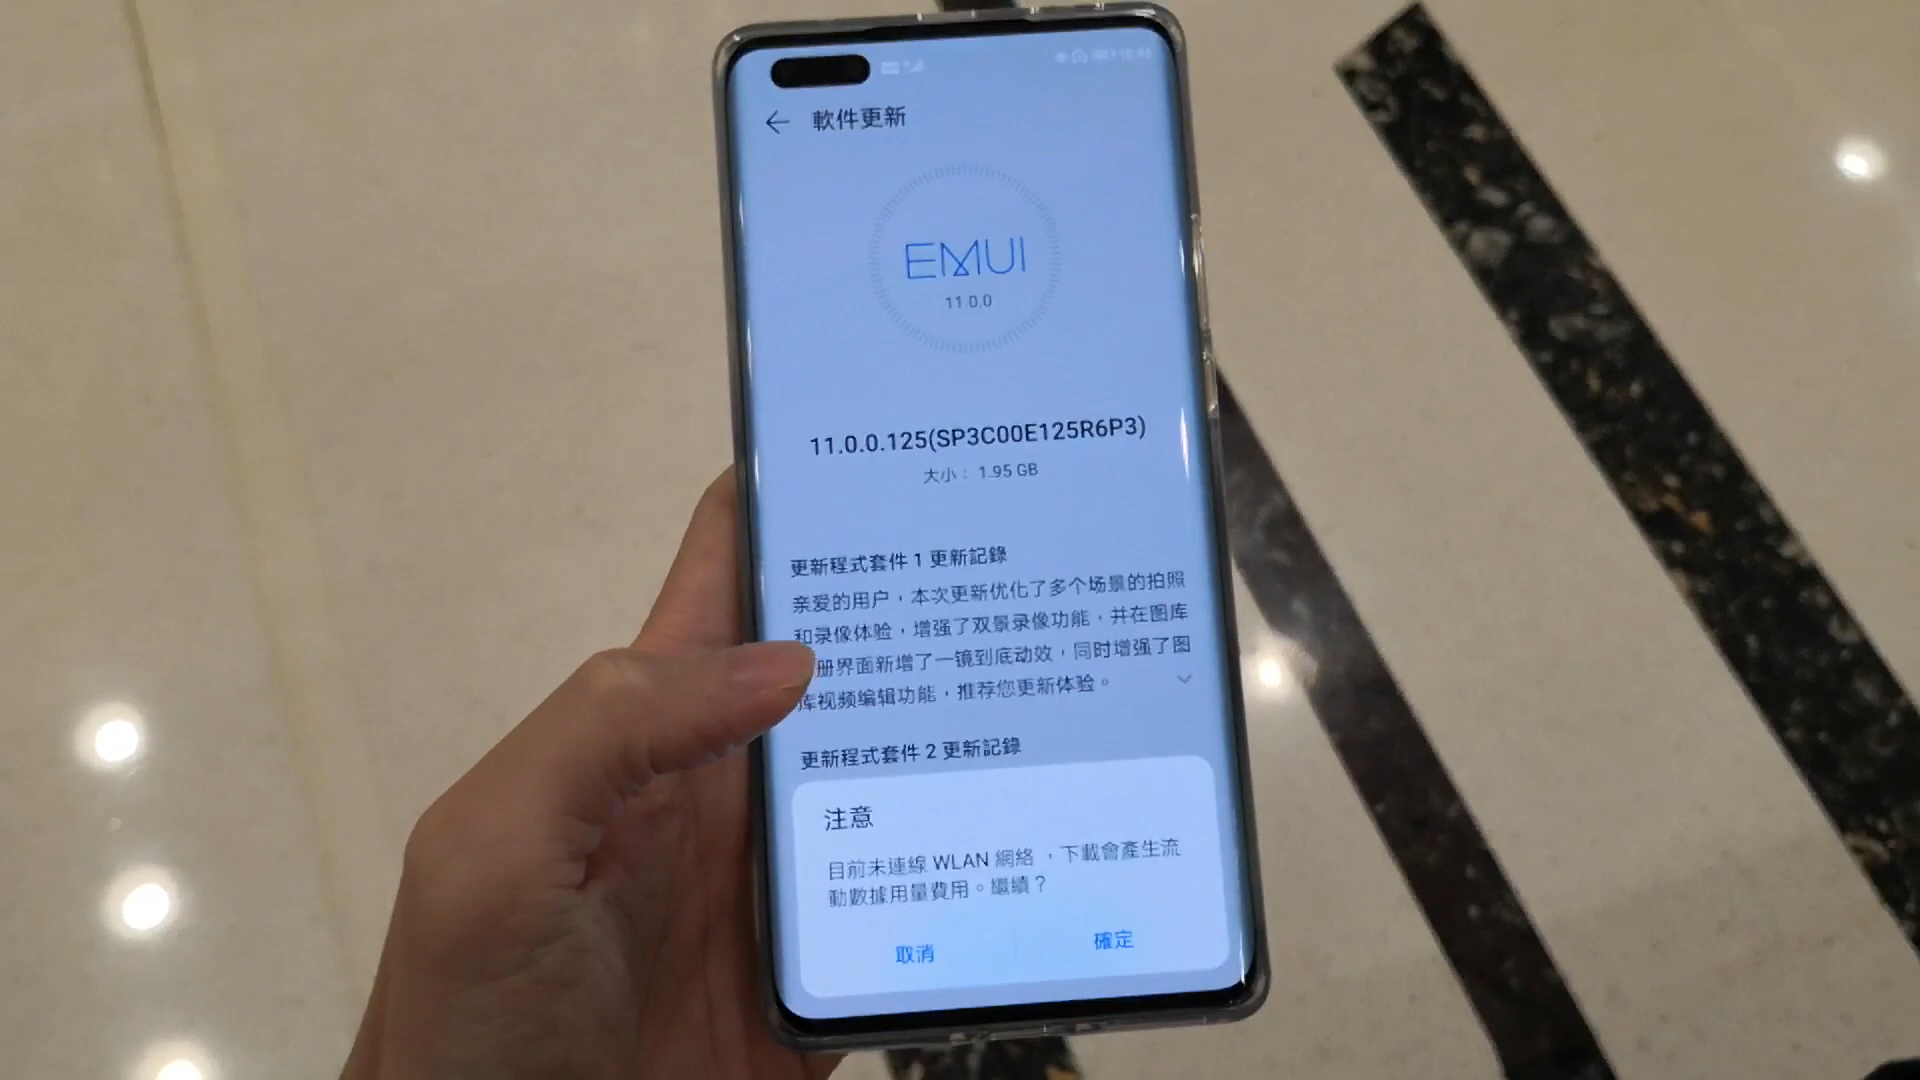 軟件更新
EMUI
11.0.0
11.0.0.125(SP3C00E125R6P3)
大小： 1.95 GB
更新程式套件 1 更新記錄
亲爱的用户，本次更新优化了多个场景的拍照
和录像体验，增强了双景录像功能，并在图库
册界面新增了一镜到底动效，同时增强了图
库视频编辑功能，推荐您更新体验。
更新程式套件 2 更新記錄
注意
目前未連線 WLAN 網絡 ，下載會產生流
動數據用量費用。繼續？
取消
確定